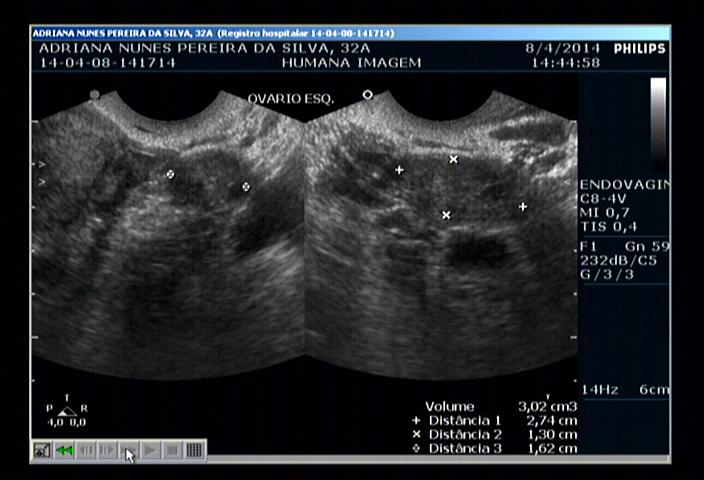 ADRIANA NUNES PEREIRA DA SILVA, 32A (Registro hospitalar 14-04-08-141714)
ADRIANA NUNES PEREIRA DA SILVA, 32A 8/4/2014 PHILIPS
14-04-08-141714 HUMANA IMAGEM 14:44:58
OVARIO ESQ.
ENDOVAGIN
C8-4V
MI 0,7
TIS 0,4
F1 Gn 59
232dB/C5
G/3/3
14Hz 6cm
T
P R
4,0 8,0
Volume 3,02 cm3
+ Distância 1 2,74 cm
× Distância 2 1,30 cm
Distância 3 1,62 cm